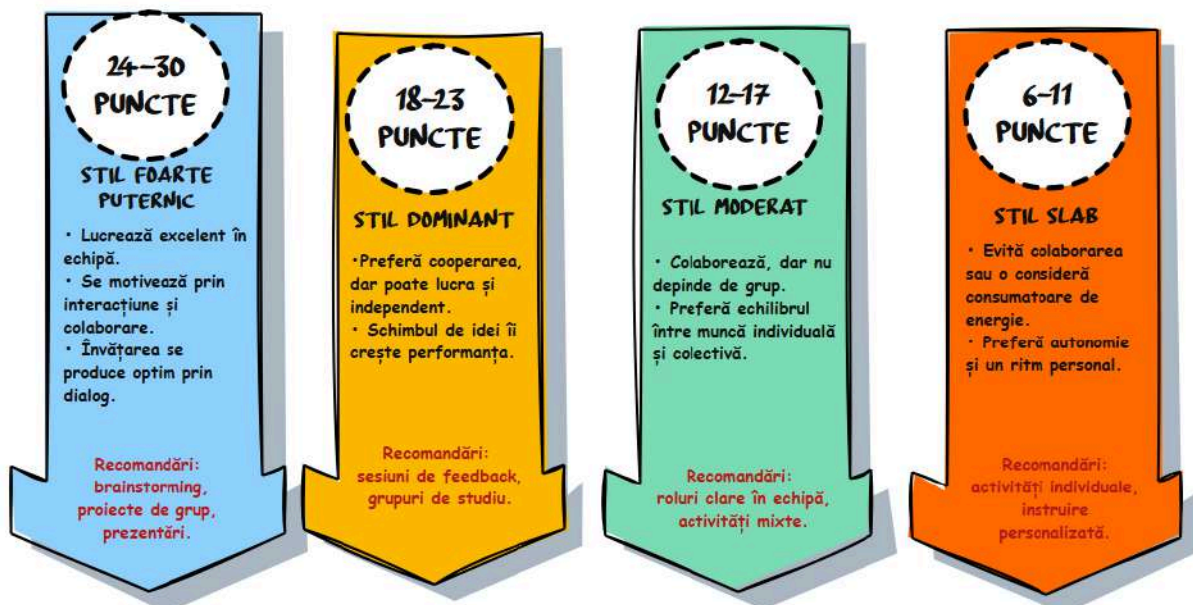 24–30
PUNCTE
STIL FOARTE
PUTERNIC
• Lucrează excelent în
echipă.
• Se motivează prin
interacțiune și
colaborare.
• Învățarea se
produce optim prin
dialog.
Recomandări:
brainstorming,
proiecte de grup,
prezentări.
18–23
PUNCTE
STIL DOMINANT
•Preferă cooperarea,
dar poate lucra și
independent.
• Schimbul de idei îi
crește performanța.
Recomandări:
sesiuni de feedback,
grupuri de studiu.
12–17
PUNCTE
STIL MODERAT
• Colaborează, dar nu
depinde de grup.
• Preferă echilibrul
între muncă individuală
și colectivă.
Recomandări:
roluri clare în echipă,
activități mixte.
6–11
PUNCTE
STIL SLAB
• Evită colaborarea
sau o consideră
consumatoare de
energie.
• Preferă autonomie
și un ritm personal.
Recomandări:
activități individuale,
instruire
personalizată.